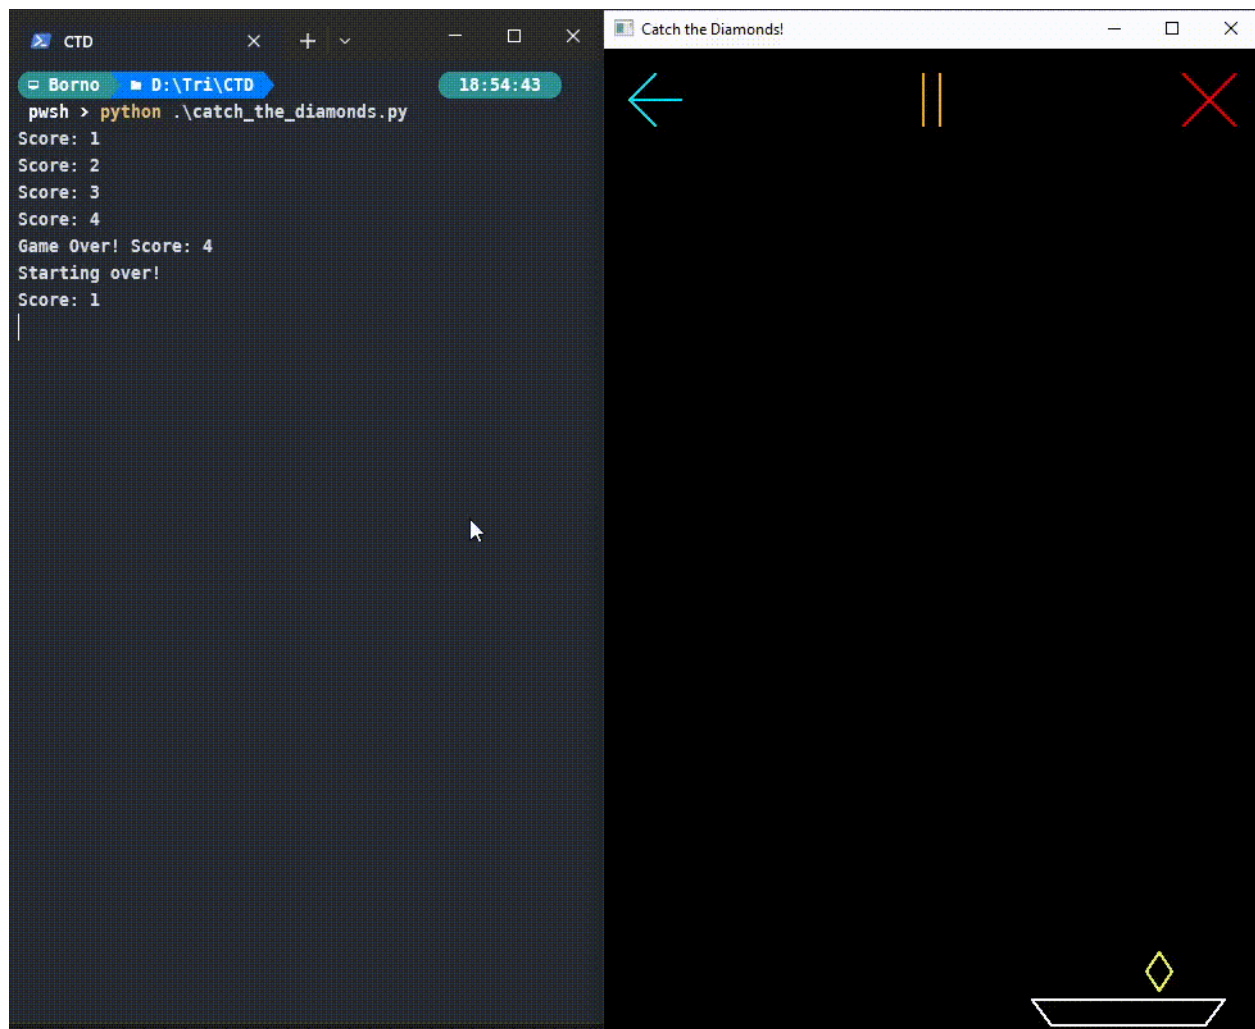 CTD
Borno D:\Tri\CTD 18:54:43
pwsh > python .\catch_the_diamonds.py
Score: 1
Score: 2
Score: 3
Score: 4
Game Over! Score: 4
Starting over!
Score: 1
Catch the Diamonds!